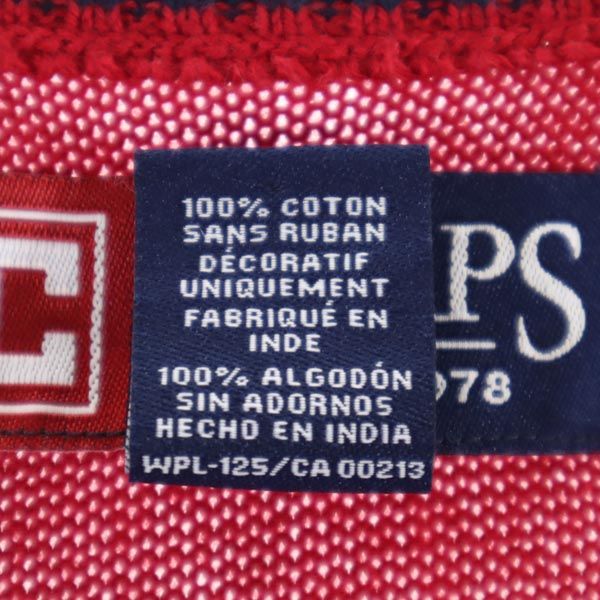 100% COTON
SANS RUBAN
DÉCORATIF
UNIQUEMENT
FABRIQUÉ EN
INDE
100% ALGODÓN
SIN ADORNOS
HECHO EN INDIA
WPL-125/CA 00213
C
PS
978